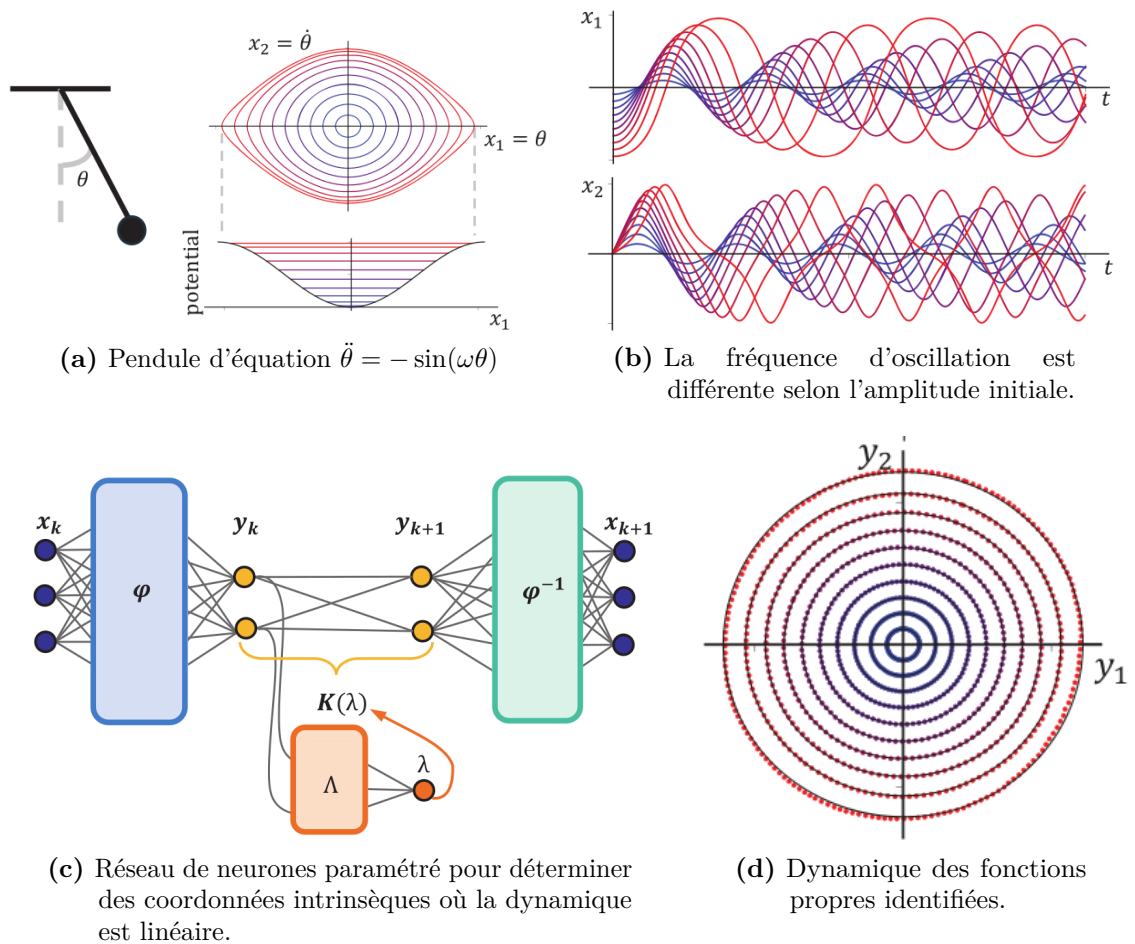 x₂ = θ̇
x₁ = θ
θ
potential
x₁
(a) Pendule d'équation θ̈ = − sin(ωθ)
x₁
t
x₂
t
(b) La fréquence d'oscillation est
différente selon l'amplitude initiale.
x_k
y_k
y_{k+1}
x_{k+1}
φ
φ⁻¹
K(λ)
Λ
λ
(c) Réseau de neurones paramétré pour déterminer
des coordonnées intrinsèques où la dynamique
est linéaire.
y₂
y₁
(d) Dynamique des fonctions
propres identifiées.